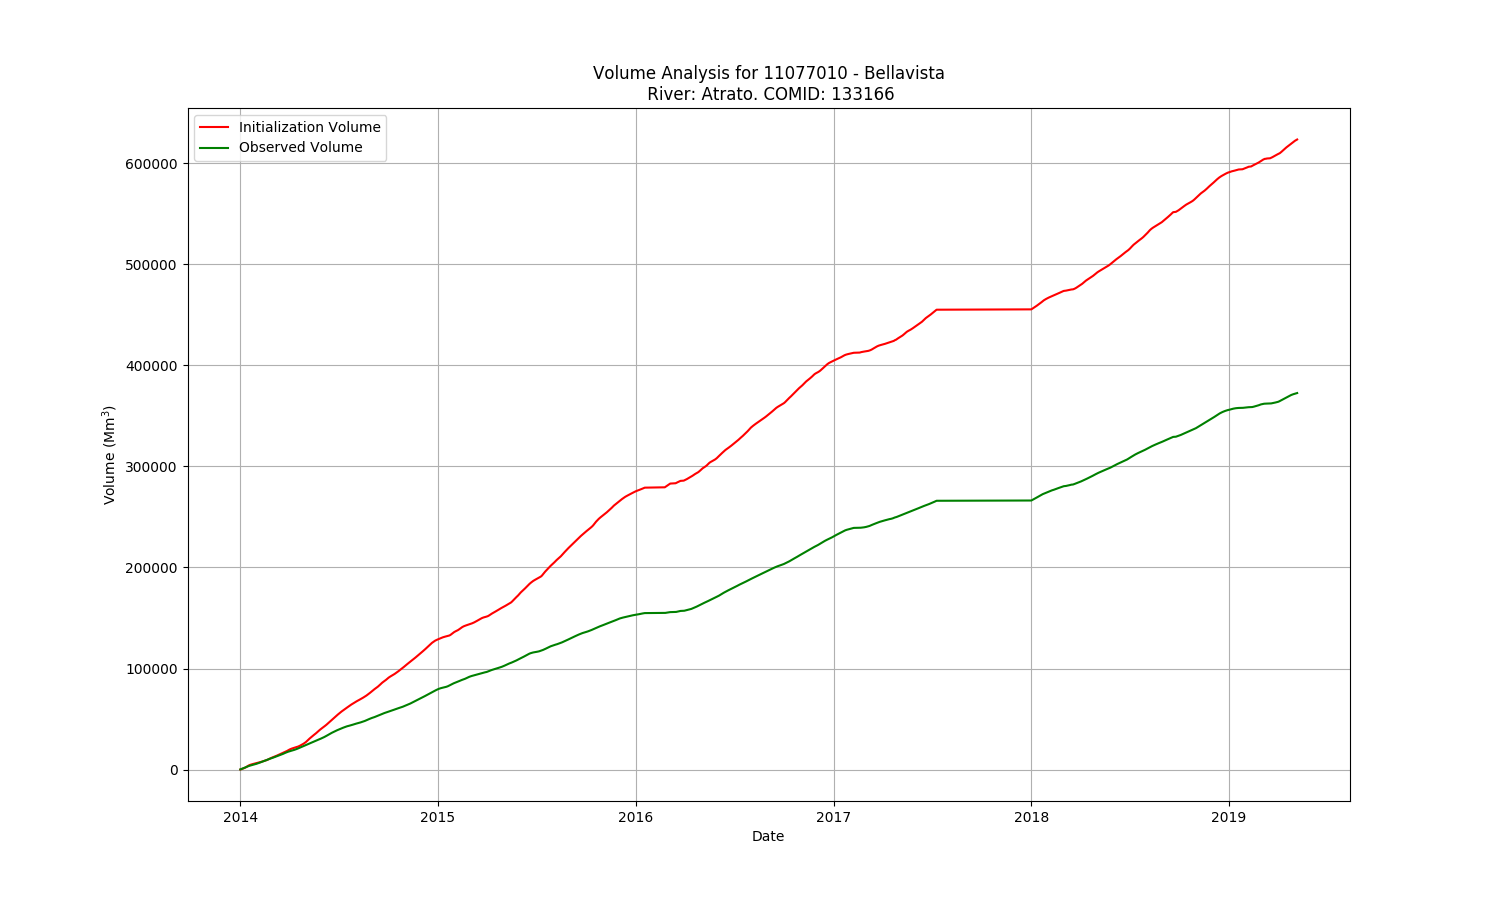 Volume Analysis for 11077010 - Bellavista
River: Atrato. COMID: 133166
Initialization Volume
Observed Volume
600000
500000
400000
300000
200000
100000
0
Volume (Mm³)
2014 2015 2016 2017 2018 2019
Date